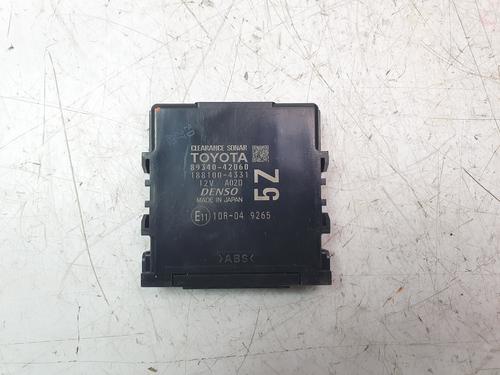 CLEARANCE SONAR
TOYOTA
89340-42060
188100-4331
12V A02D
DENSO
MADE IN JAPAN
5Z
E11 10R-04 9265
>ABS<